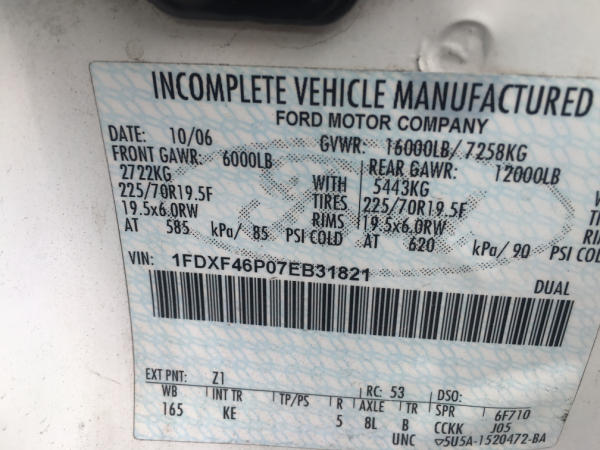 INCOMPLETE VEHICLE MANUFACTURED
FORD MOTOR COMPANY
DATE: 10/06 GVWR: 16000LB/ 7258KG
FRONT GAWR: 6000LB REAR GAWR: 12000LB
2722KG WITH 5443KG WITH
225/70R19.5F TIRES 225/70R19.5F TIRES
19.5x6.0RW RIMS 19.5x6.0RW RIMS
AT 585 kPa/ 85 PSI COLD AT 620 kPa/ 90 PSI COLD
VIN: 1FDXF46P07EB31821
DUAL
EXT PNT: Z1 RC: 53 DSO:
WB INT TR TP/PS R AXLE TR SPR 6F710
165 KE 5 8L B CCKK J05
UNC ▽5U5A-1520472-BA